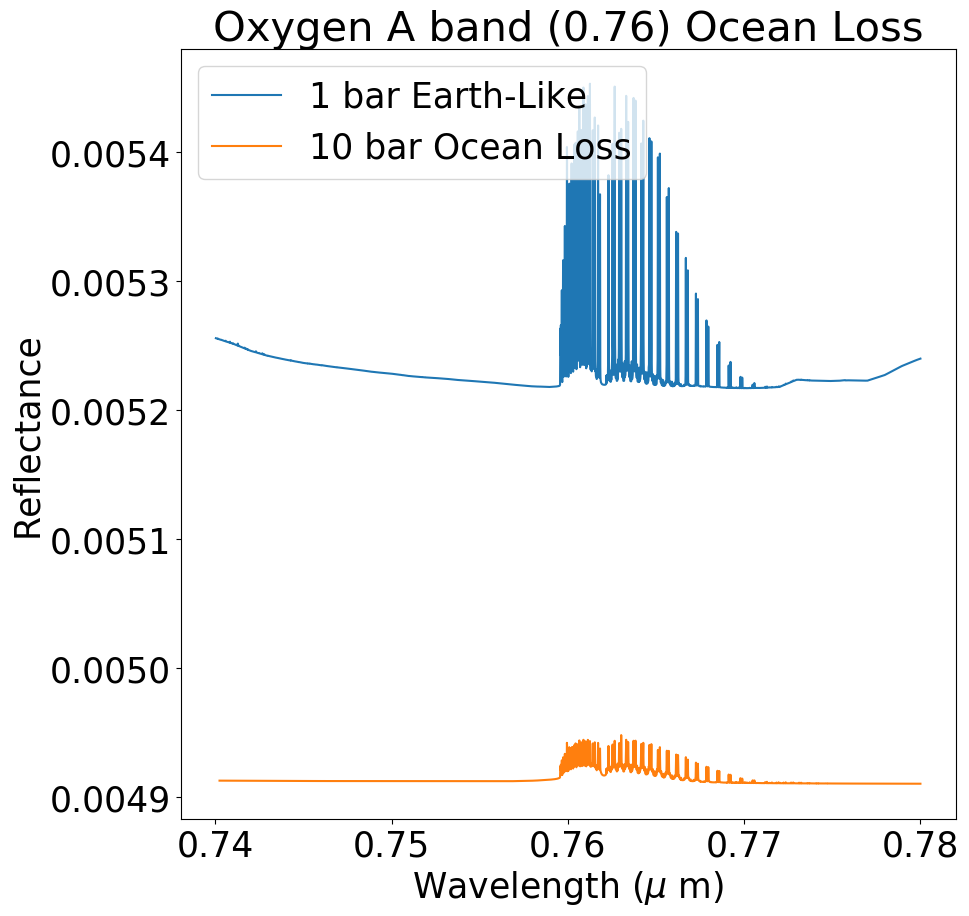 Oxygen A band (0.76) Ocean Loss
1 bar Earth-Like
10 bar Ocean Loss
0.0054
0.0053
0.0052
0.0051
0.0050
0.0049
Reflectance
0.74 0.75 0.76 0.77 0.78
Wavelength (μ m)